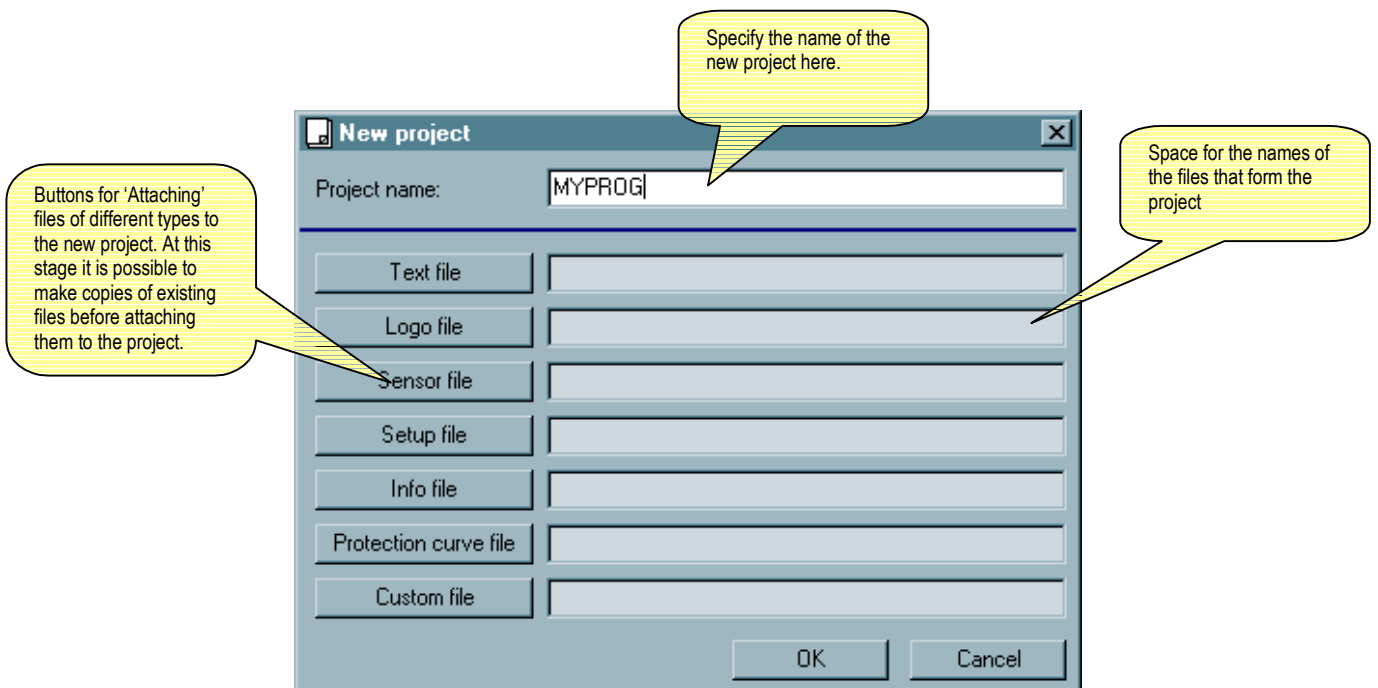 Specify the name of the
new project here.
New project
Project name:
MYPROG
Space for the names of
the files that form the
project
Buttons for ‘Attaching’
files of different types to
the new project. At this
stage it is possible to
make copies of existing
files before attaching
them to the project.
Text file
Logo file
Sensor file
Setup file
Info file
Protection curve file
Custom file
OK
Cancel